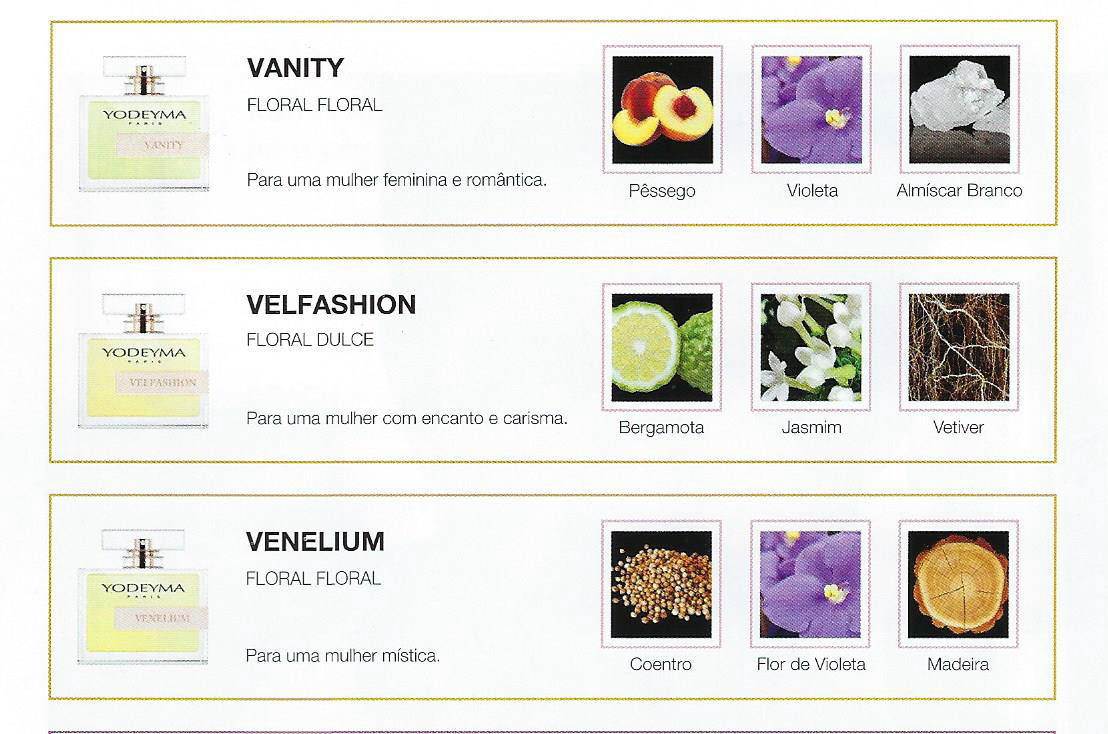 VANITY
FLORAL FLORAL
YODEYMA
PARIS
VANITY
Para uma mulher feminina e romântica.
Pêssego
Violeta
Almíscar Branco
VELFASHION
FLORAL DULCE
YODEYMA
PARIS
VELFASHION
Para uma mulher com encanto e carisma.
Bergamota
Jasmim
Vetiver
VENELIUM
FLORAL FLORAL
YODEYMA
PARIS
VENELIUM
Para uma mulher mística.
Coentro
Flor de Violeta
Madeira